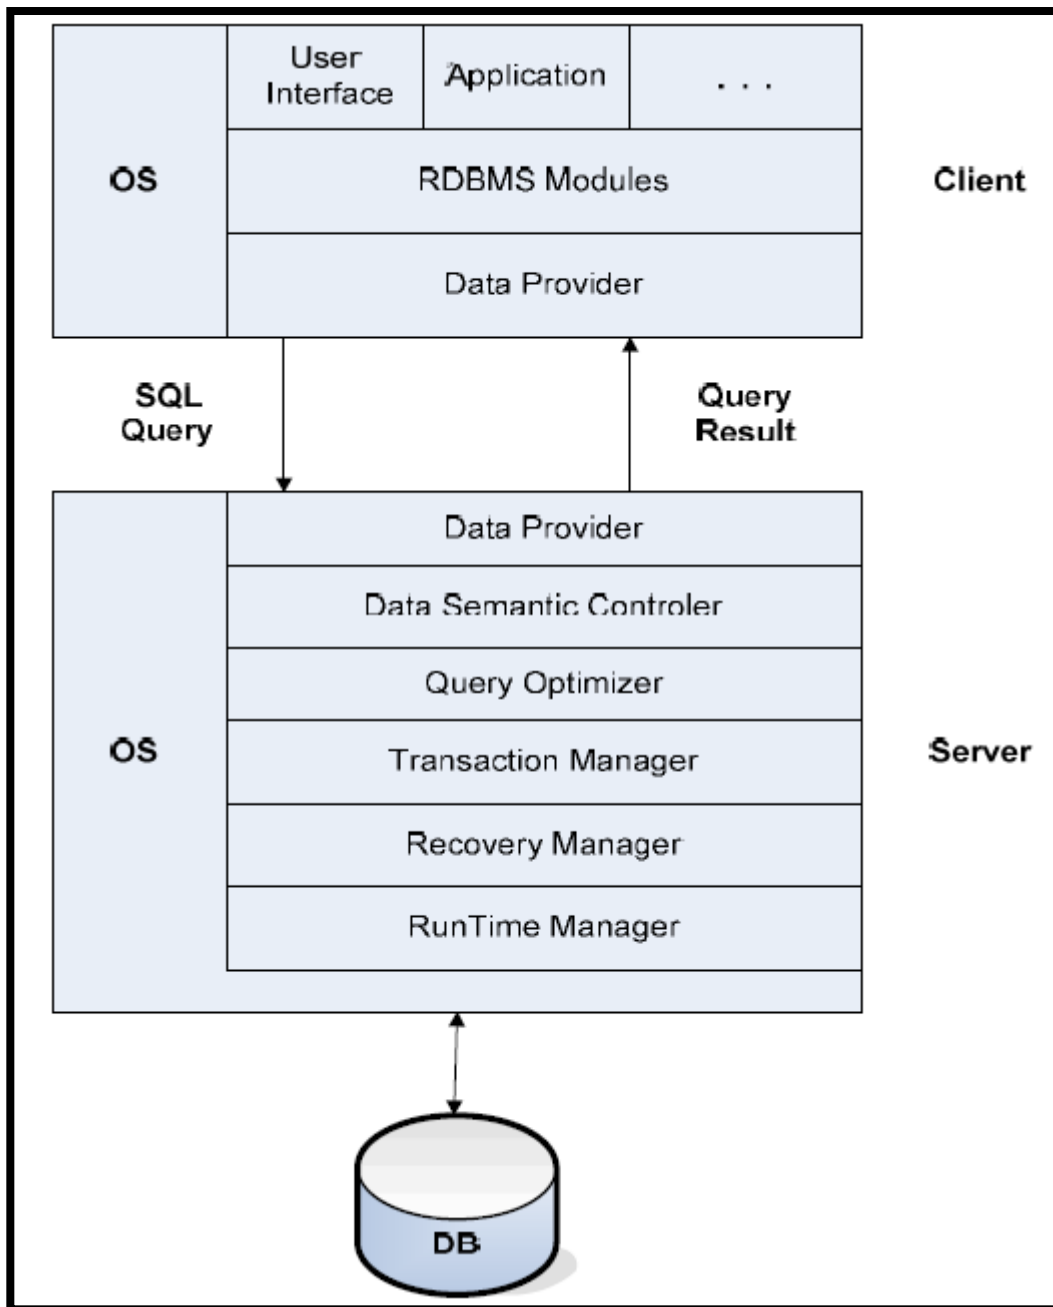 User
Interface
Application
. . .
OS
RDBMS Modules
Client
Data Provider
SQL
Query
Query
Result
Data Provider
Data Semantic Controler
Query Optimizer
OS
Transaction Manager
Server
Recovery Manager
RunTime Manager
DB